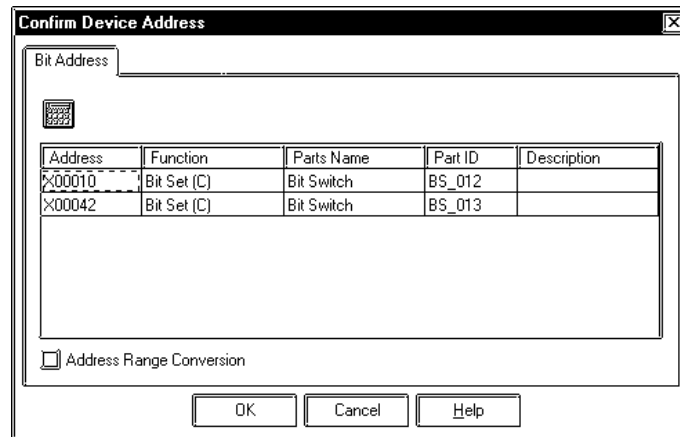 Confirm Device Address
Bit Address
Address Function Parts Name Part ID Description
X00010 Bit Set (C) Bit Switch BS_012
X00042 Bit Set (C) Bit Switch BS_013
Address Range Conversion
OK Cancel Help